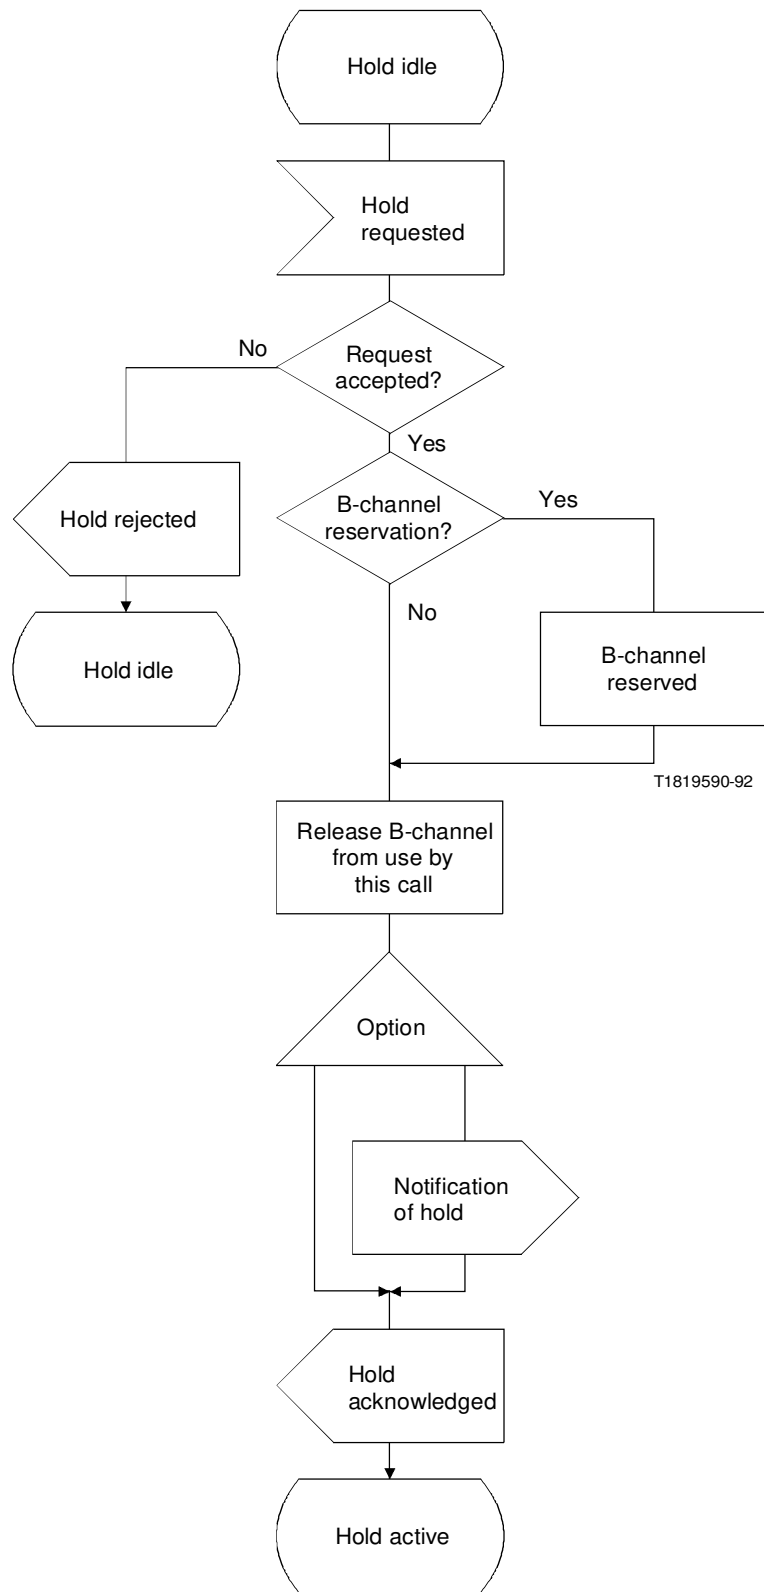 Hold idle
Hold
requested
No
Request
accepted?
Yes
Hold rejected
B-channel
reservation?
Yes
No
Hold idle
B-channel
reserved
T1819590-92
Release B-channel
from use by
this call
Option
Notification
of hold
Hold
acknowledged
Hold active